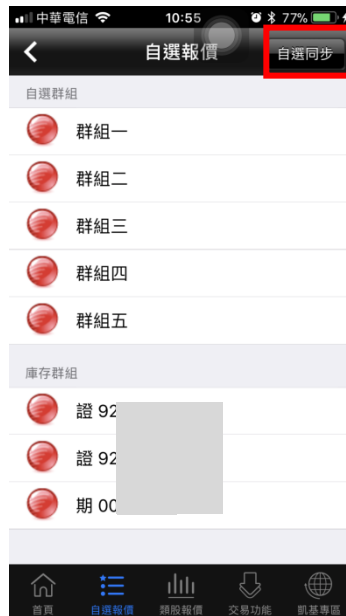 中華電信 10:55 77%
自選報價 自選同步
自選群組
群組一
群組二
群組三
群組四
群組五
庫存群組
證 92
證 92
期 00
首頁 自選報價 類股報價 交易功能 凱基專區